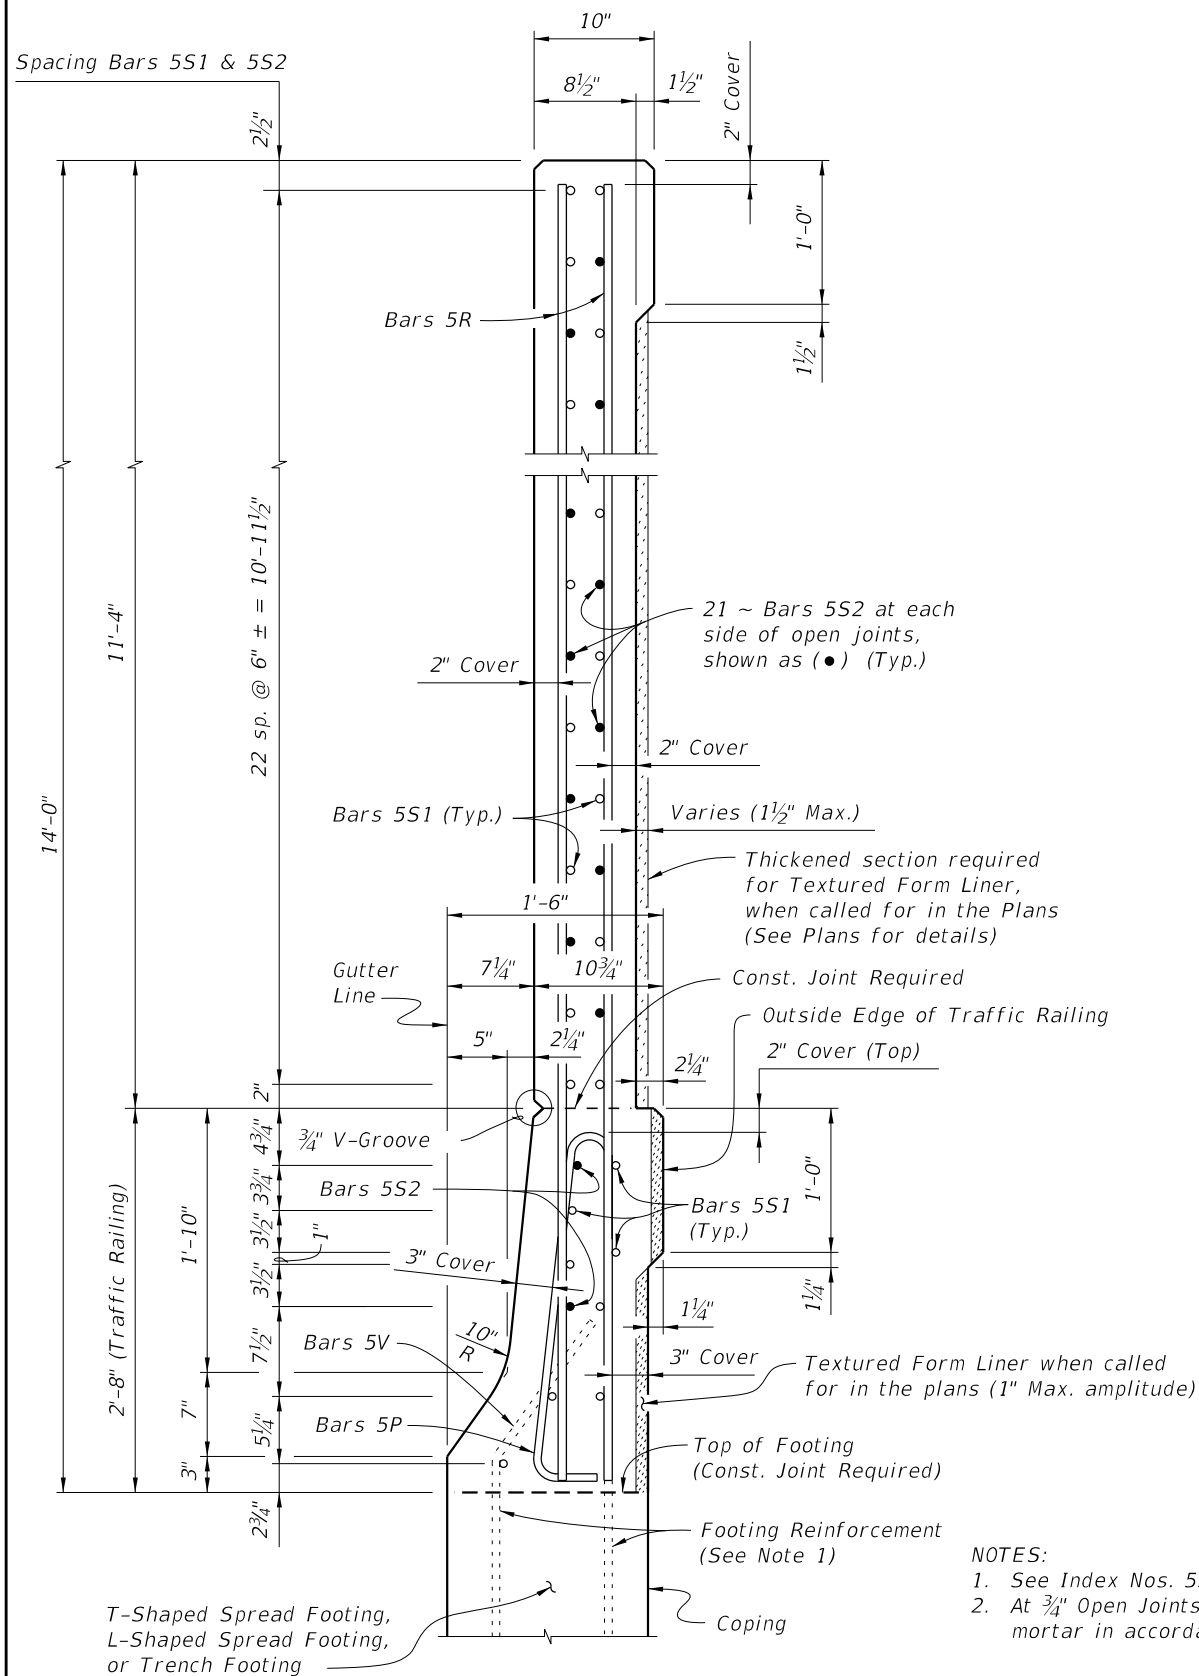 10"
Spacing Bars 5S1 & 5S2
8½"
1½"
2" Cover
2½"
1'-0"
Bars 5R
1½"
22 sp. @ 6" ± = 10'-11½"
11'-4"
14'-0"
21 ~ Bars 5S2 at each
side of open joints,
shown as (●) (Typ.)
2" Cover
2" Cover
Bars 5S1 (Typ.)
Varies (1½" Max.)
Thickened section required
for Textured Form Liner,
when called for in the Plans
(See Plans for details)
1'-6"
Gutter
Line
7¼"
10¾"
Const. Joint Required
Outside Edge of Traffic Railing
5"
2¼"
2" Cover (Top)
2¼"
2"
4¾"
¾" V-Groove
3¾"
Bars 5S2
1'-0"
Bars 5S1
(Typ.)
1'-10"
3½"
1"
3" Cover
3½"
2'-8" (Traffic Railing)
1¼"
1¼"
10"
R
7½"
Bars 5V
3" Cover
Textured Form Liner when called
for in the plans (1" Max. amplitude)
7"
5¼"
Bars 5P
Top of Footing
(Const. Joint Required)
3"
2¾"
Footing Reinforcement
(See Note 1)
NOTES:
1. See Index Nos. 5
2. At ¾" Open Joints
mortar in accorda
T-Shaped Spread Footing,
L-Shaped Spread Footing,
or Trench Footing
Coping